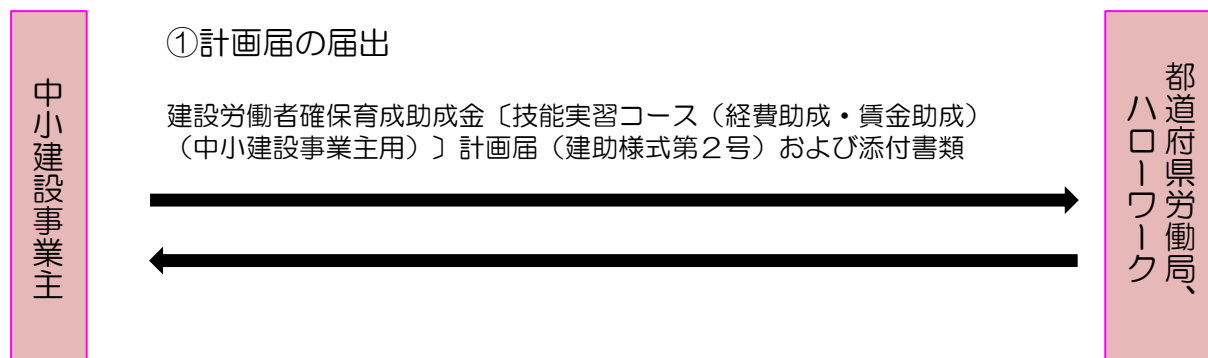 中小建設事業主
①計画届の届出
建設労働者確保育成助成金〔技能実習コース（経費助成・賃金助成）
（中小建設事業主用）〕計画届（建助様式第２号）および添付書類
都道府県労働局、
ハローワーク